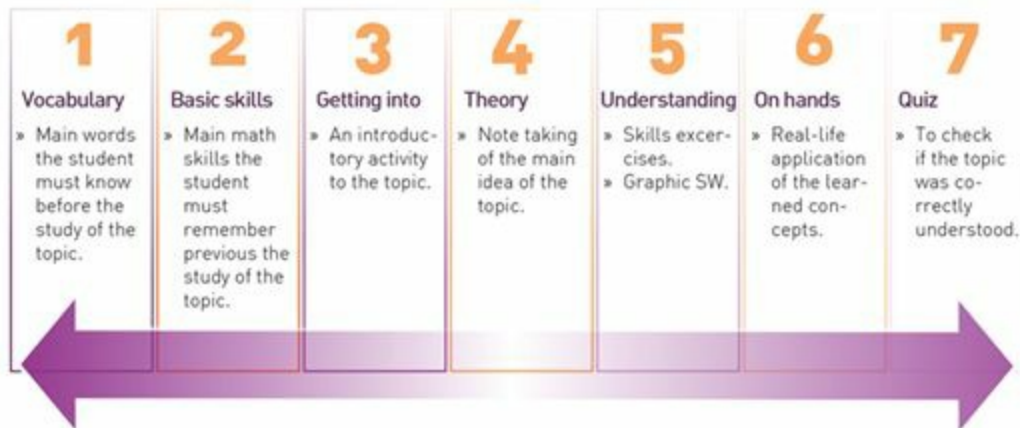 1
Vocabulary
» Main words
the student
must know
before the
study of the
topic.
2
Basic skills
» Main math
skills the
student
must
remember
previous the
study of the
topic.
3
Getting into
» An introduc-
tory activity
to the topic.
4
Theory
» Note taking
of the main
idea of the
topic.
5
Understanding
» Skills excer-
cises.
» Graphic SW.
6
On hands
» Real-life
application
of the lear-
ned con-
cepts.
7
Quiz
» To check
if the topic
was co-
rrectly
understood.